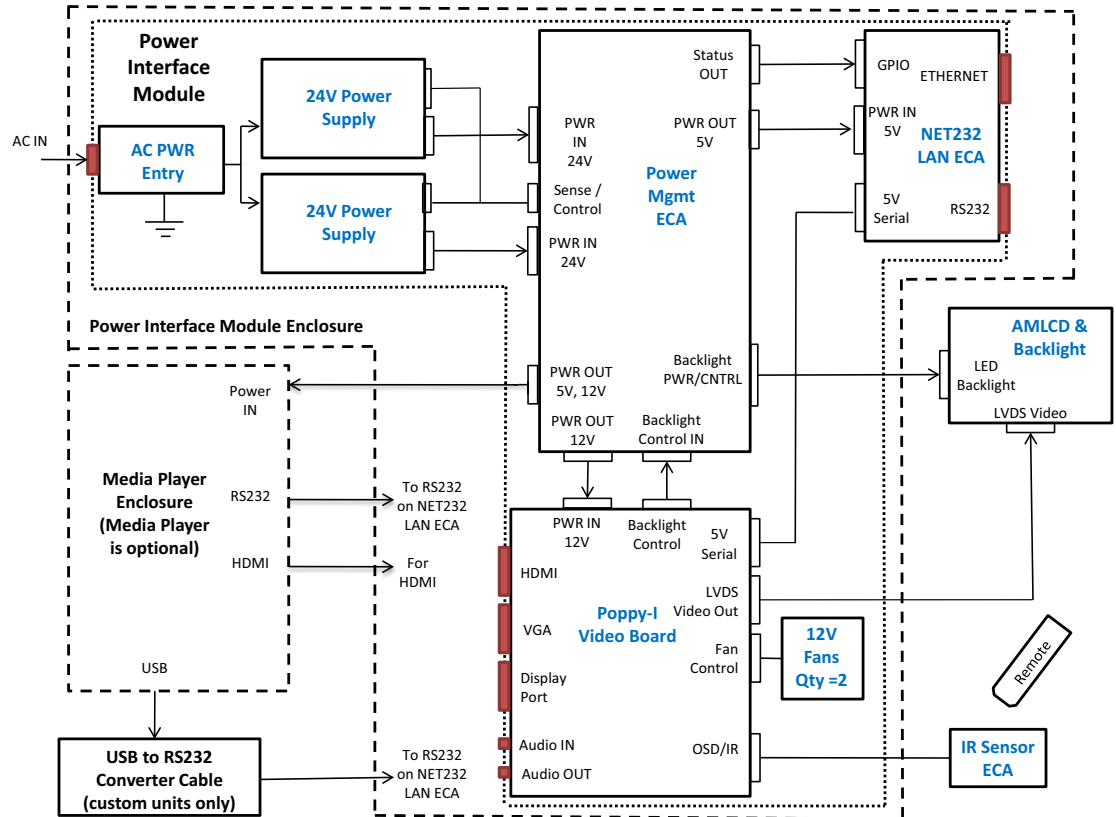 Power
Interface
Module
AC IN
AC PWR
Entry
24V Power
Supply
24V Power
Supply
PWR
IN
24V
Sense /
Control
PWR IN
24V
Power
Mgmt
ECA
Status
OUT
PWR OUT
5V
GPIO
ETHERNET
PWR IN
5V
NET232
LAN ECA
5V
Serial
RS232
Power Interface Module Enclosure
PWR OUT
5V, 12V
PWR OUT
12V
Backlight
Control IN
Backlight
PWR/CNTRL
AMLCD &
Backlight
LED
Backlight
LVDS Video
Power
IN
Media Player
Enclosure
(Media Player
is optional)
RS232
HDMI
USB
To RS232
on NET232
LAN ECA
For
HDMI
PWR IN
12V
Backlight
Control
5V
Serial
HDMI
LVDS
Video Out
Poppy-I
Video Board
VGA
Fan
Control
12V
Fans
Qty =2
Display
Port
Audio IN
Audio OUT
OSD/IR
Remote
IR Sensor
ECA
USB to RS232
Converter Cable
(custom units only)
To RS232
on NET232
LAN ECA